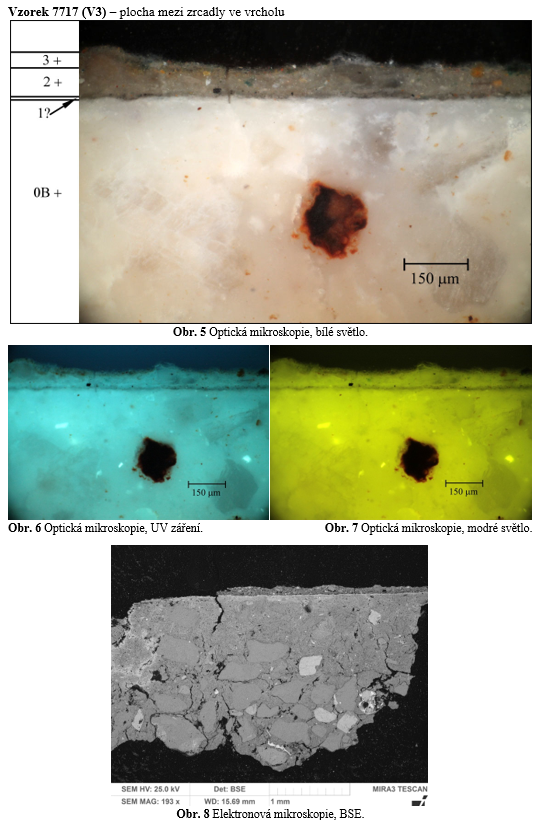 Vzorek 7717 (V3) – plocha mezi zrcadly ve vrcholu
3 +
2 +
1?
0B +
150 µm
Obr. 5 Optická mikroskopie, bílé světlo.
150 µm
150 µm
Obr. 6 Optická mikroskopie, UV záření.
Obr. 7 Optická mikroskopie, modré světlo.
SEM HV: 25.0 kV Det: BSE MIRA3 TESCAN
SEM MAG: 193 x WD: 15.69 mm 1 mm
Obr. 8 Elektronová mikroskopie, BSE.